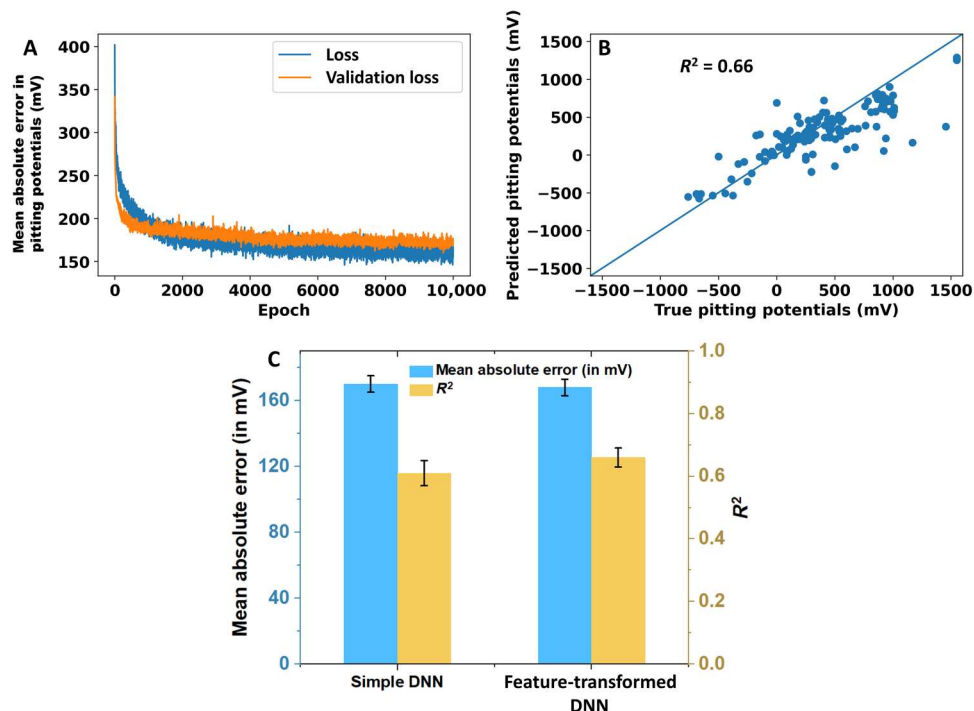 A
Mean absolute error in
pitting potentials (mV)
400
350
300
250
200
150
Loss
Validation loss
0
2000
4000
6000
8000
10,000
Epoch
B
R² = 0.66
Predicted pitting potentials (mV)
1500
1000
500
0
−500
−1000
−1500
−1500
−1000
−500
0
500
1000
1500
True pitting potentials (mV)
C
Mean absolute error (in mV)
R²
Mean absolute error (in mV)
160
120
80
40
0
1.0
0.8
0.6
0.4
0.2
0.0
R²
Simple DNN
Feature-transformed
DNN